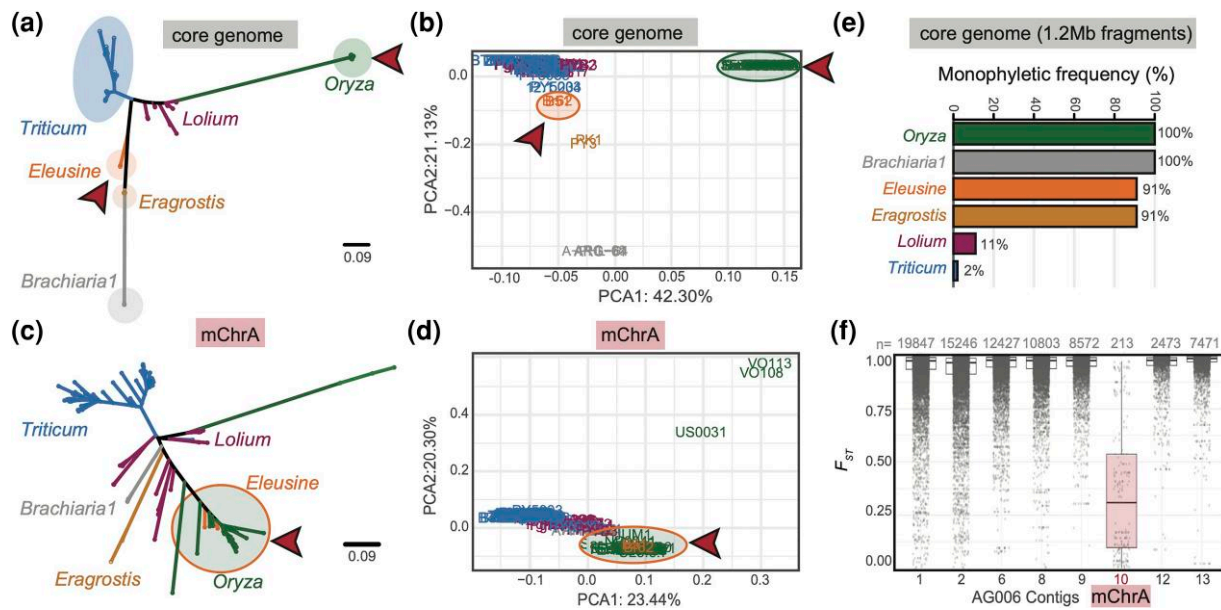 (a)
core genome
Oryza
Triticum
Lolium
Eleusine
Eragrostis
0.09
Brachiaria1
(b)
core genome
0.0
−0.2
−0.4
PCA2:21.13%
PK1
PY3
ARG-64
-0.10
-0.05
0.00
0.05
0.10
0.15
PCA1: 42.30%
(c)
mChrA
Triticum
Lolium
Eleusine
Brachiaria1
Eragrostis
Oryza
0.09
(d)
mChrA
VO113
VO108
US0031
0.4
0.2
0.0
PCA2:20.30%
−0.1
0.0
0.1
0.2
0.3
PCA1: 23.44%
(e)
core genome (1.2Mb fragments)
Monophyletic frequency (%)
0
20
40
60
80
100
Oryza
100%
Brachiaria1
100%
Eleusine
91%
Eragrostis
91%
Lolium
11%
Triticum
2%
(f)
n= 19847 15246 12427 10803 8572 213 2473 7471
1.00
0.75
0.50
0.25
0.00
FST
1 2 6 8 9 10 12 13
AG006 Contigs mChrA